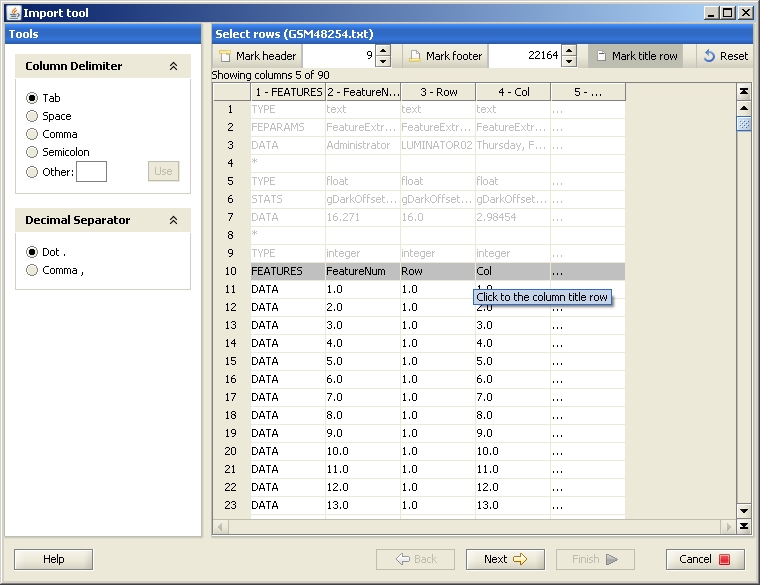 Import tool
Tools
Select rows (GSM48254.txt)
Column Delimiter
Tab
Space
Comma
Semicolon
Other:
Use
Decimal Separator
Dot .
Comma ,
Mark header 9 Mark footer 22164 Mark title row Reset
Showing columns 5 of 90
1 - FEATURES 2 - FeatureN... 3 - Row 4 - Col 5 - ...
1 TYPE text text text ...
2 FEPARAMS FeatureExtr... FeatureExtr... FeatureExtr... ...
3 DATA Administrator LUMINATOR02 Thursday, F... ...
4 *
5 TYPE float float float ...
6 STATS gDarkOffset... gDarkOffset... gDarkOffset... ...
7 DATA 16.271 16.0 2.98454 ...
8 *
9 TYPE integer integer integer ...
10 FEATURES FeatureNum Row Col ...
11 DATA 1.0 1.0 1.0 ...
Click to the column title row
12 DATA 2.0 1.0 2.0 ...
13 DATA 3.0 1.0 3.0 ...
14 DATA 4.0 1.0 4.0 ...
15 DATA 5.0 1.0 5.0 ...
16 DATA 6.0 1.0 6.0 ...
17 DATA 7.0 1.0 7.0 ...
18 DATA 8.0 1.0 8.0 ...
19 DATA 9.0 1.0 9.0 ...
20 DATA 10.0 1.0 10.0 ...
21 DATA 11.0 1.0 11.0 ...
22 DATA 12.0 1.0 12.0 ...
23 DATA 13.0 1.0 13.0 ...
Help Back Next Finish Cancel